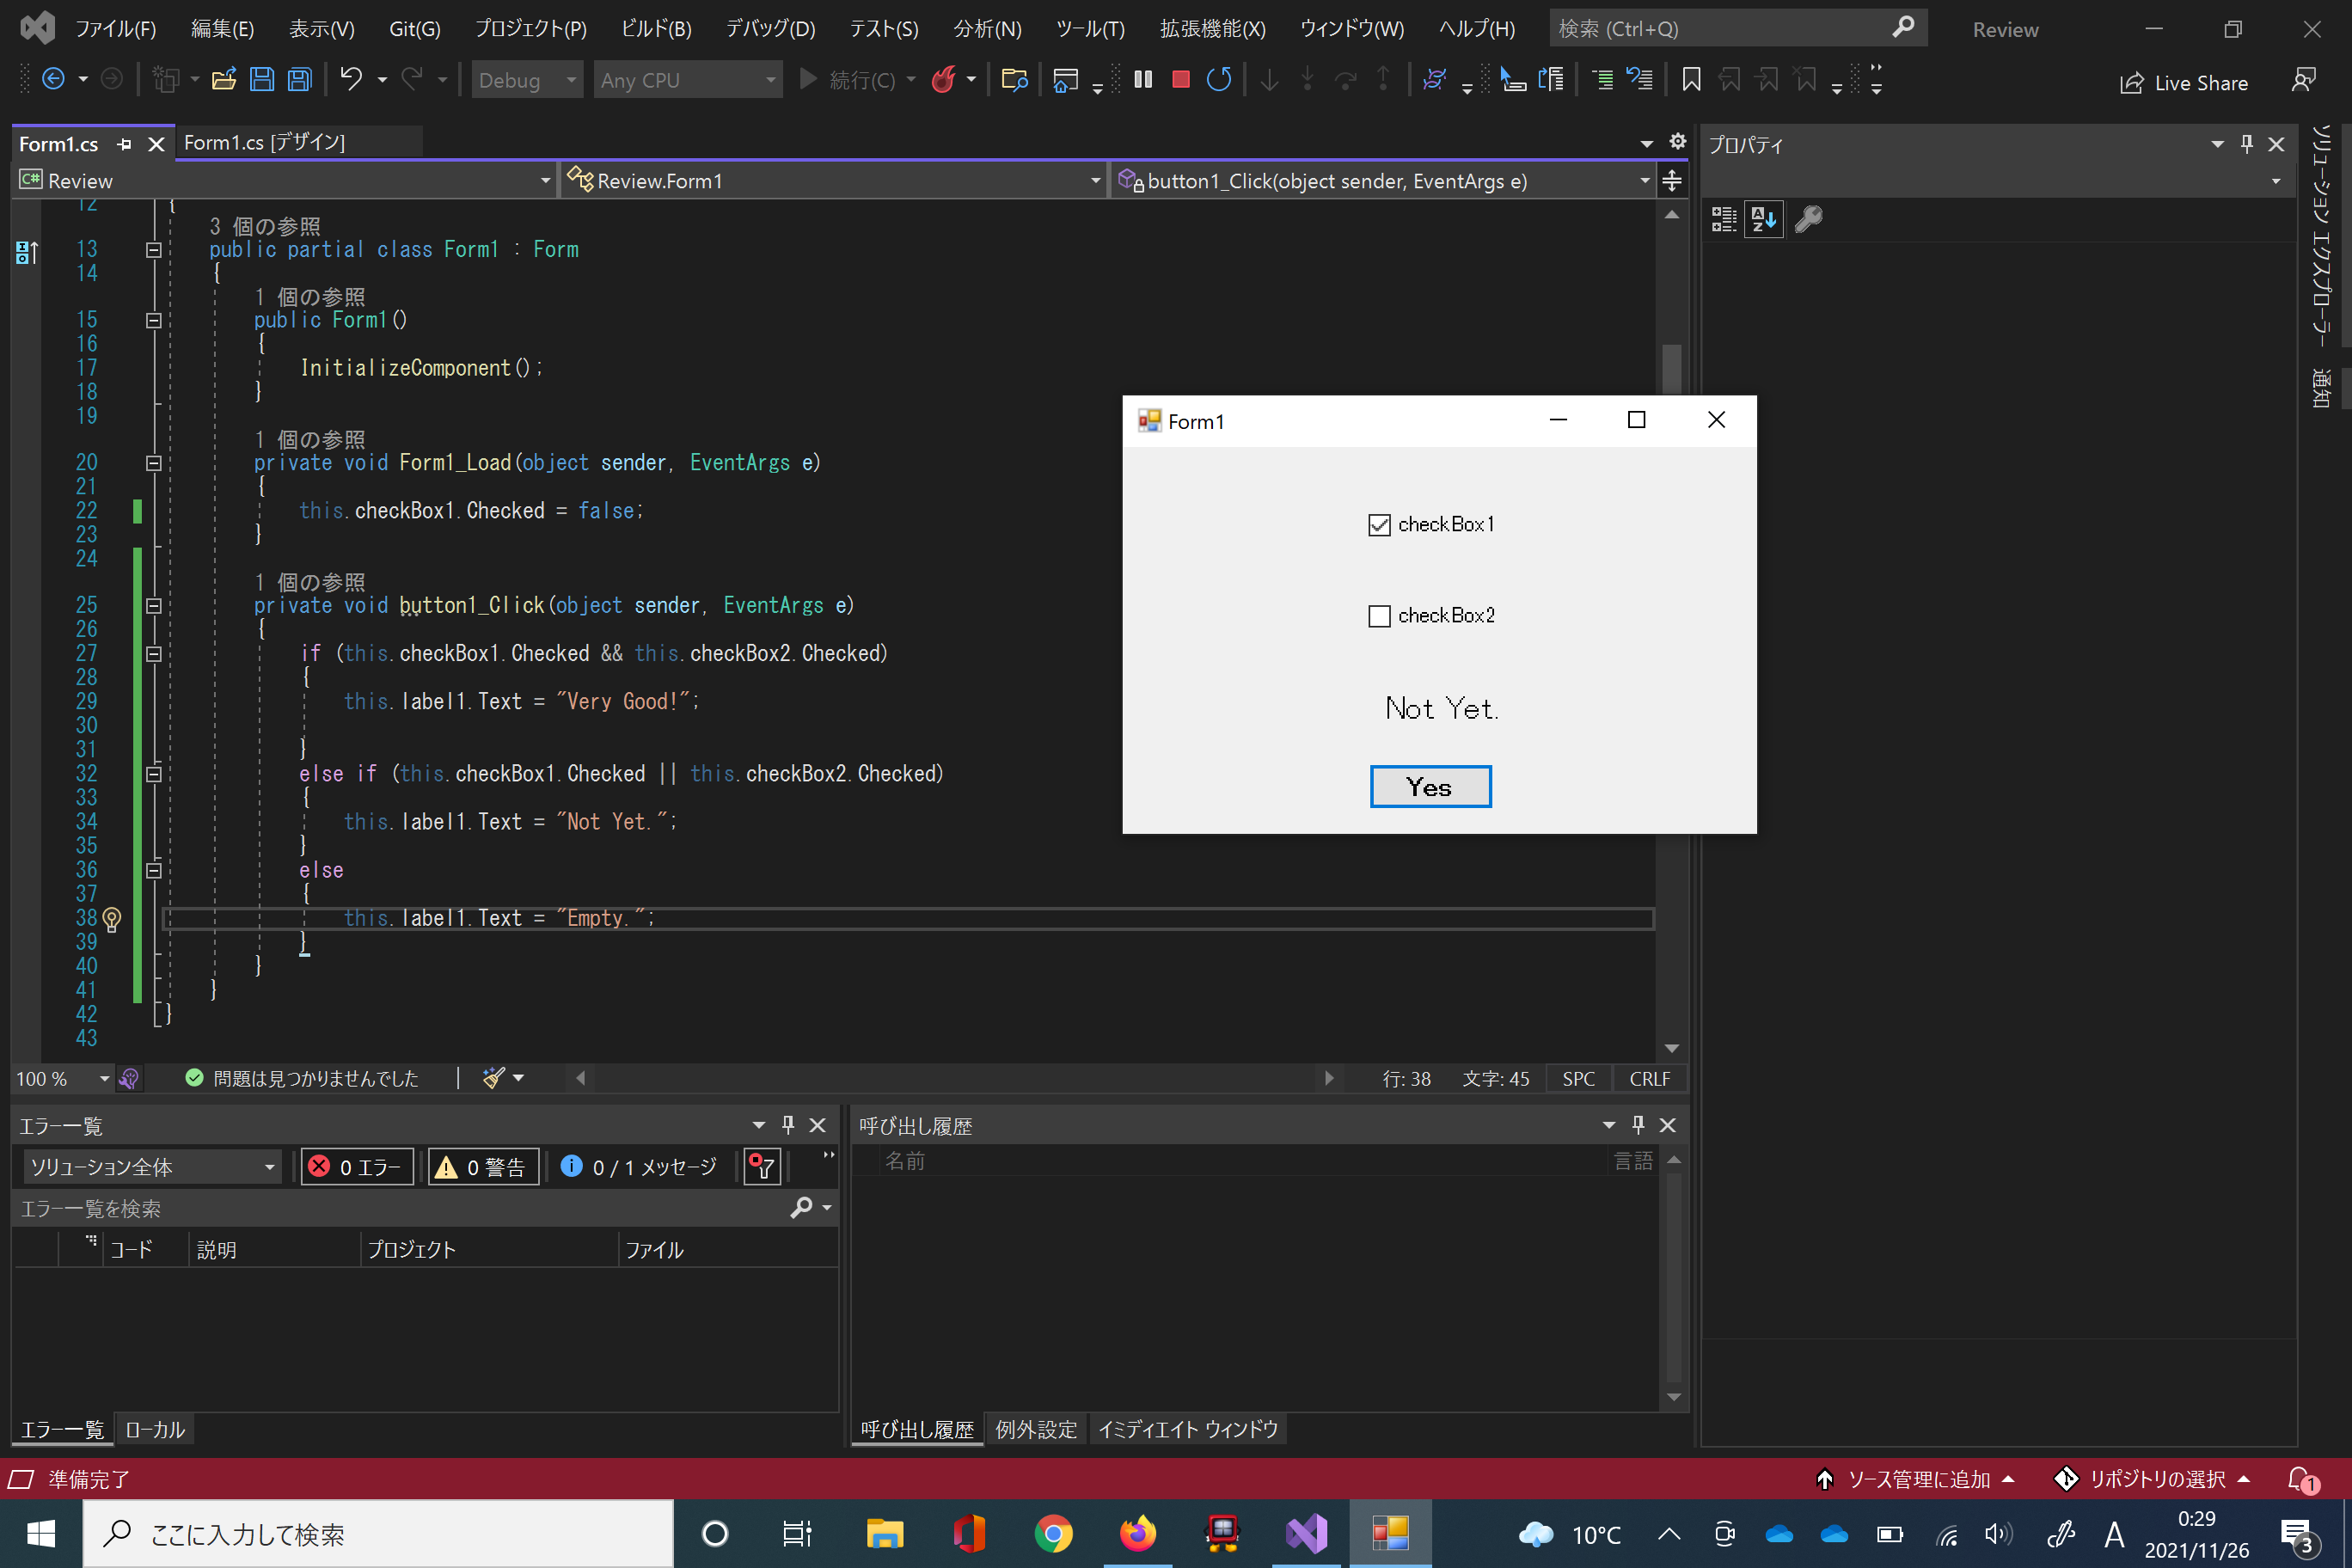 ファイル(F) 編集(E) 表示(V) Git(G) プロジェクト(P) ビルド(B) デバッグ(D) テスト(S) 分析(N) ツール(T) 拡張機能(X) ウィンドウ(W) ヘルプ(H) 検索 (Ctrl+Q) Review
Debug Any CPU 続行(C) Live Share
Form1.cs Form1.cs [デザイン]
C# Review Review.Form1 button1_Click(object sender, EventArgs e)
12 {
3 個の参照
13 public partial class Form1 : Form
14 {
1 個の参照
15 public Form1()
16 {
17 InitializeComponent();
18 }
19
1 個の参照
20 private void Form1_Load(object sender, EventArgs e)
21 {
22 this.checkBox1.Checked = false;
23 }
24
1 個の参照
25 private void button1_Click(object sender, EventArgs e)
26 {
27 if (this.checkBox1.Checked && this.checkBox2.Checked)
28 {
29 this.label1.Text = "Very Good!";
30
31 }
32 else if (this.checkBox1.Checked || this.checkBox2.Checked)
33 {
34 this.label1.Text = "Not Yet.";
35 }
36 else
37 {
38 this.label1.Text = "Empty.";
39 }
40 }
41 }
42 }
43
100 % 問題は見つかりませんでした 行: 38 文字: 45 SPC CRLF
Form1
checkBox1
checkBox2
Not Yet.
Yes
プロパティ
ソリューション エクスプローラー
通知
エラー一覧
ソリューション全体 0 エラー 0 警告 0 / 1 メッセージ
エラー一覧を検索
コード 説明 プロジェクト ファイル
エラー一覧 ローカル
呼び出し履歴
名前 言語
呼び出し履歴 例外設定 イミディエイト ウィンドウ
準備完了 ソース管理に追加 リポジトリの選択 1
ここに入力して検索 10℃ A 0:29
2021/11/26 3